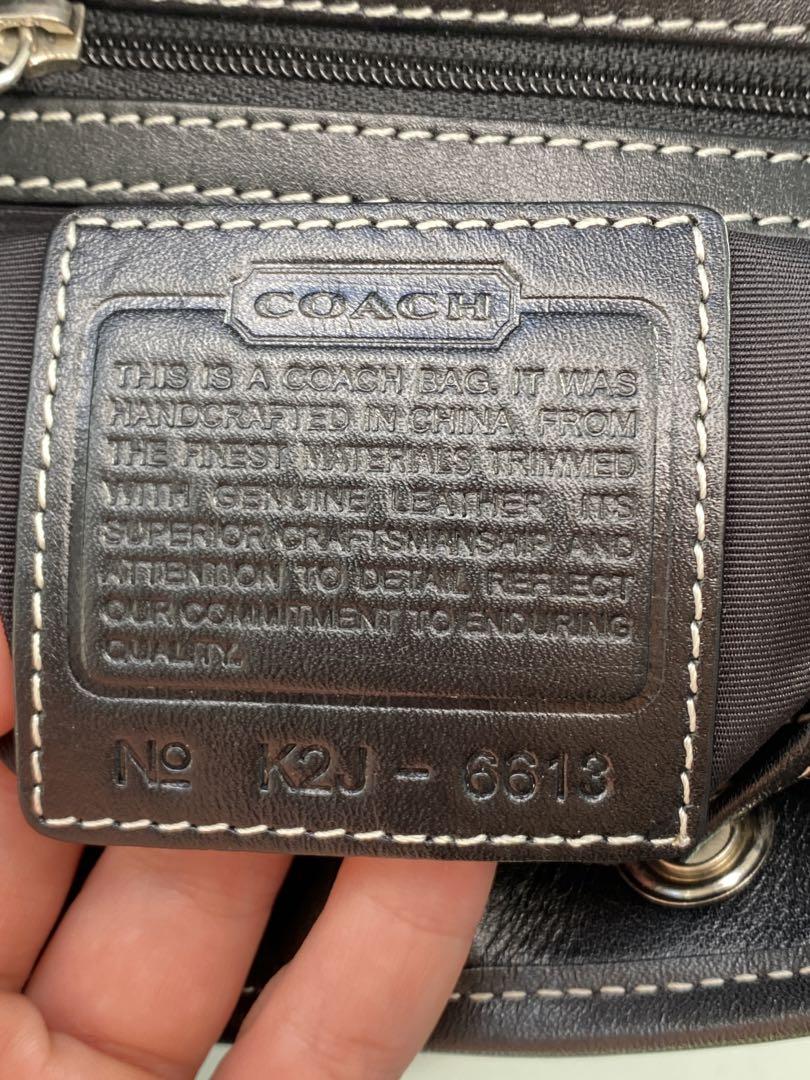 COACH
THIS IS A COACH BAG. IT WAS
HANDCRAFTED IN CHINA FROM
THE FINEST MATERIALS TRIMMED
WITH GENUINE LEATHER. ITS
SUPERIOR CRAFTSMANSHIP AND
ATTENTION TO DETAIL REFLECT
OUR COMMITMENT TO ENDURING
QUALITY.
Nº K2J - 6613